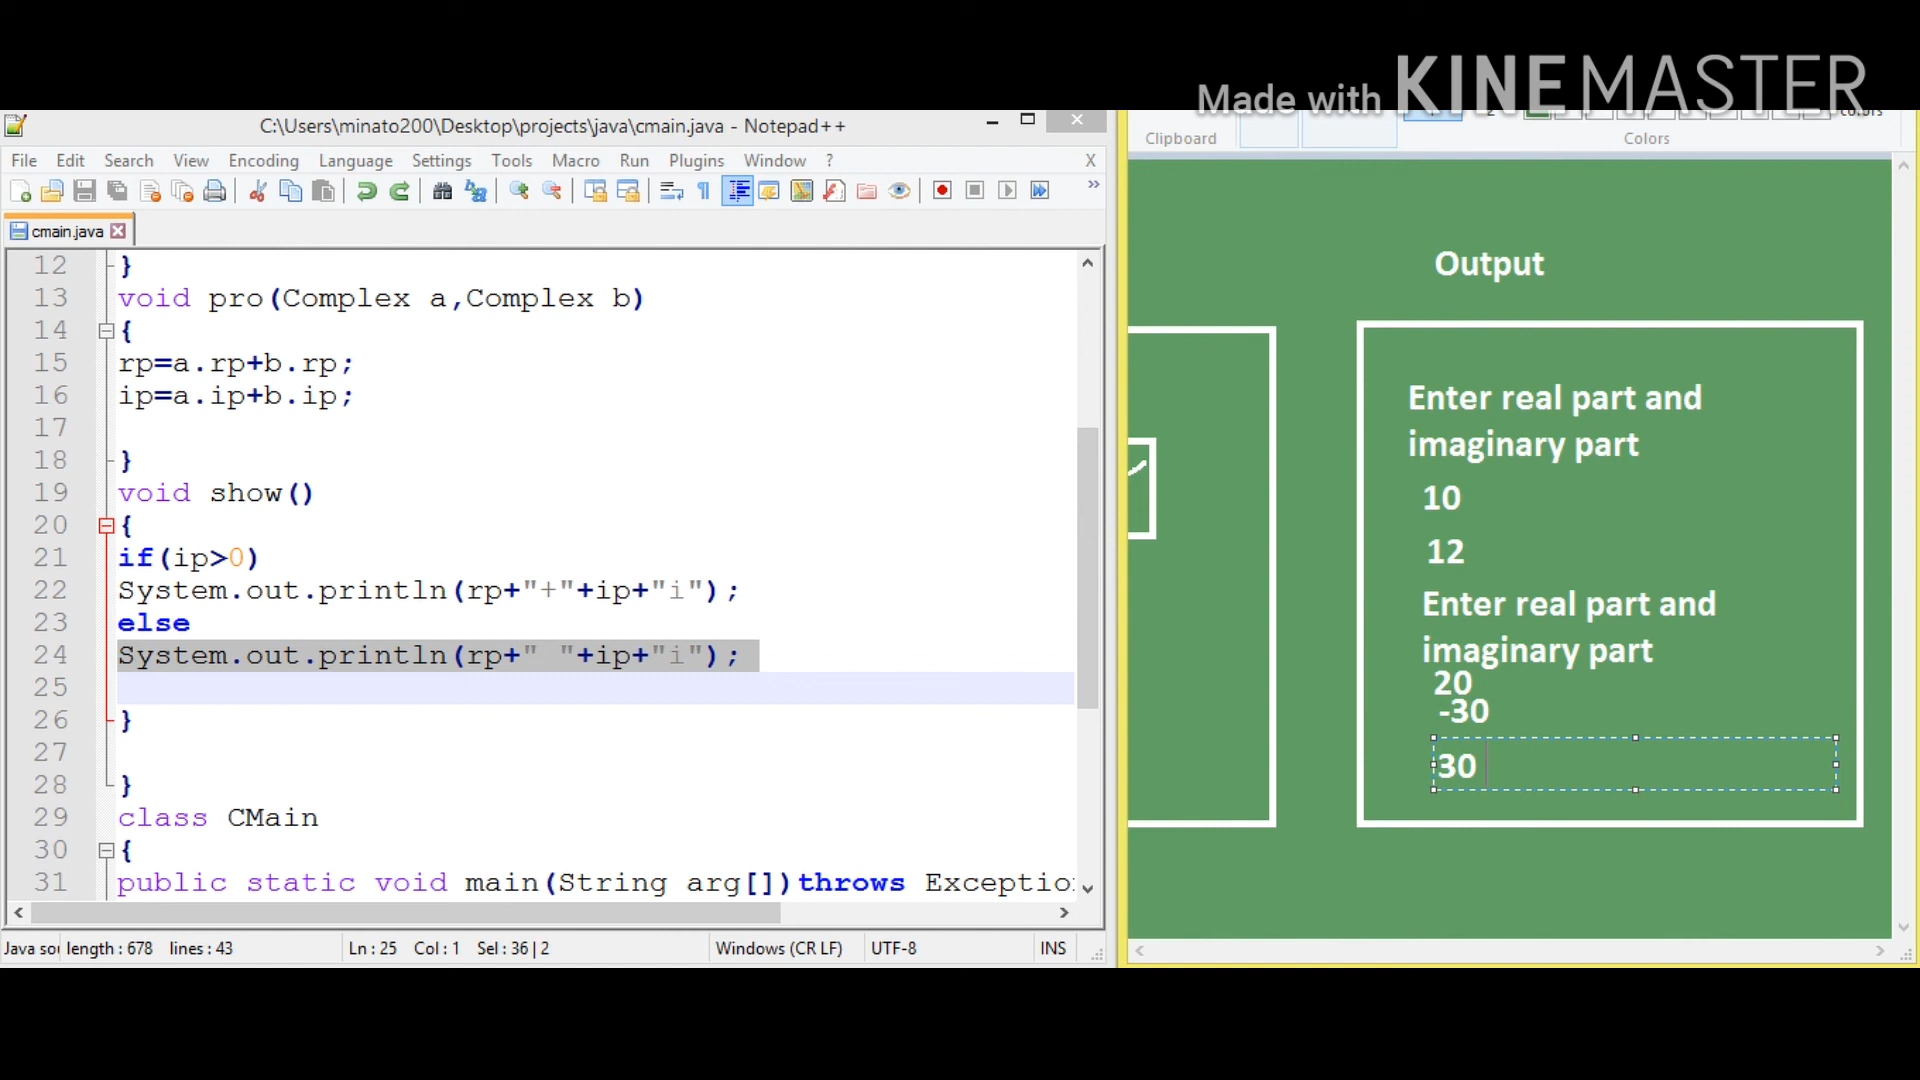 Made with KINEMASTER
C:\Users\minato200\Desktop\projects\java\cmain.java - Notepad++
File Edit Search View Encoding Language Settings Tools Macro Run Plugins Window ? X
cmain.java
12 }
13 void pro(Complex a,Complex b)
14 {
15 rp=a.rp+b.rp;
16 ip=a.ip+b.ip;
17
18 }
19 void show()
20 {
21 if(ip>0)
22 System.out.println(rp+"+"+ip+"i");
23 else
24 System.out.println(rp+" "+ip+"i");
25
26 }
27
28 }
29 class CMain
30 {
31 public static void main(String arg[])throws Exceptio
Java so length : 678 lines : 43 Ln : 25 Col : 1 Sel : 36 | 2 Windows (CR LF) UTF-8 INS
Clipboard
Colors
Output
Enter real part and
imaginary part
10
12
Enter real part and
imaginary part
20
-30
30